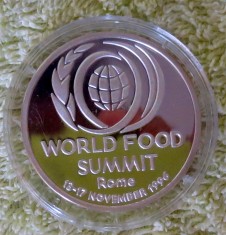 WORLD FOOD
SUMMIT
Rome
13-17 NOVEMBER 1996